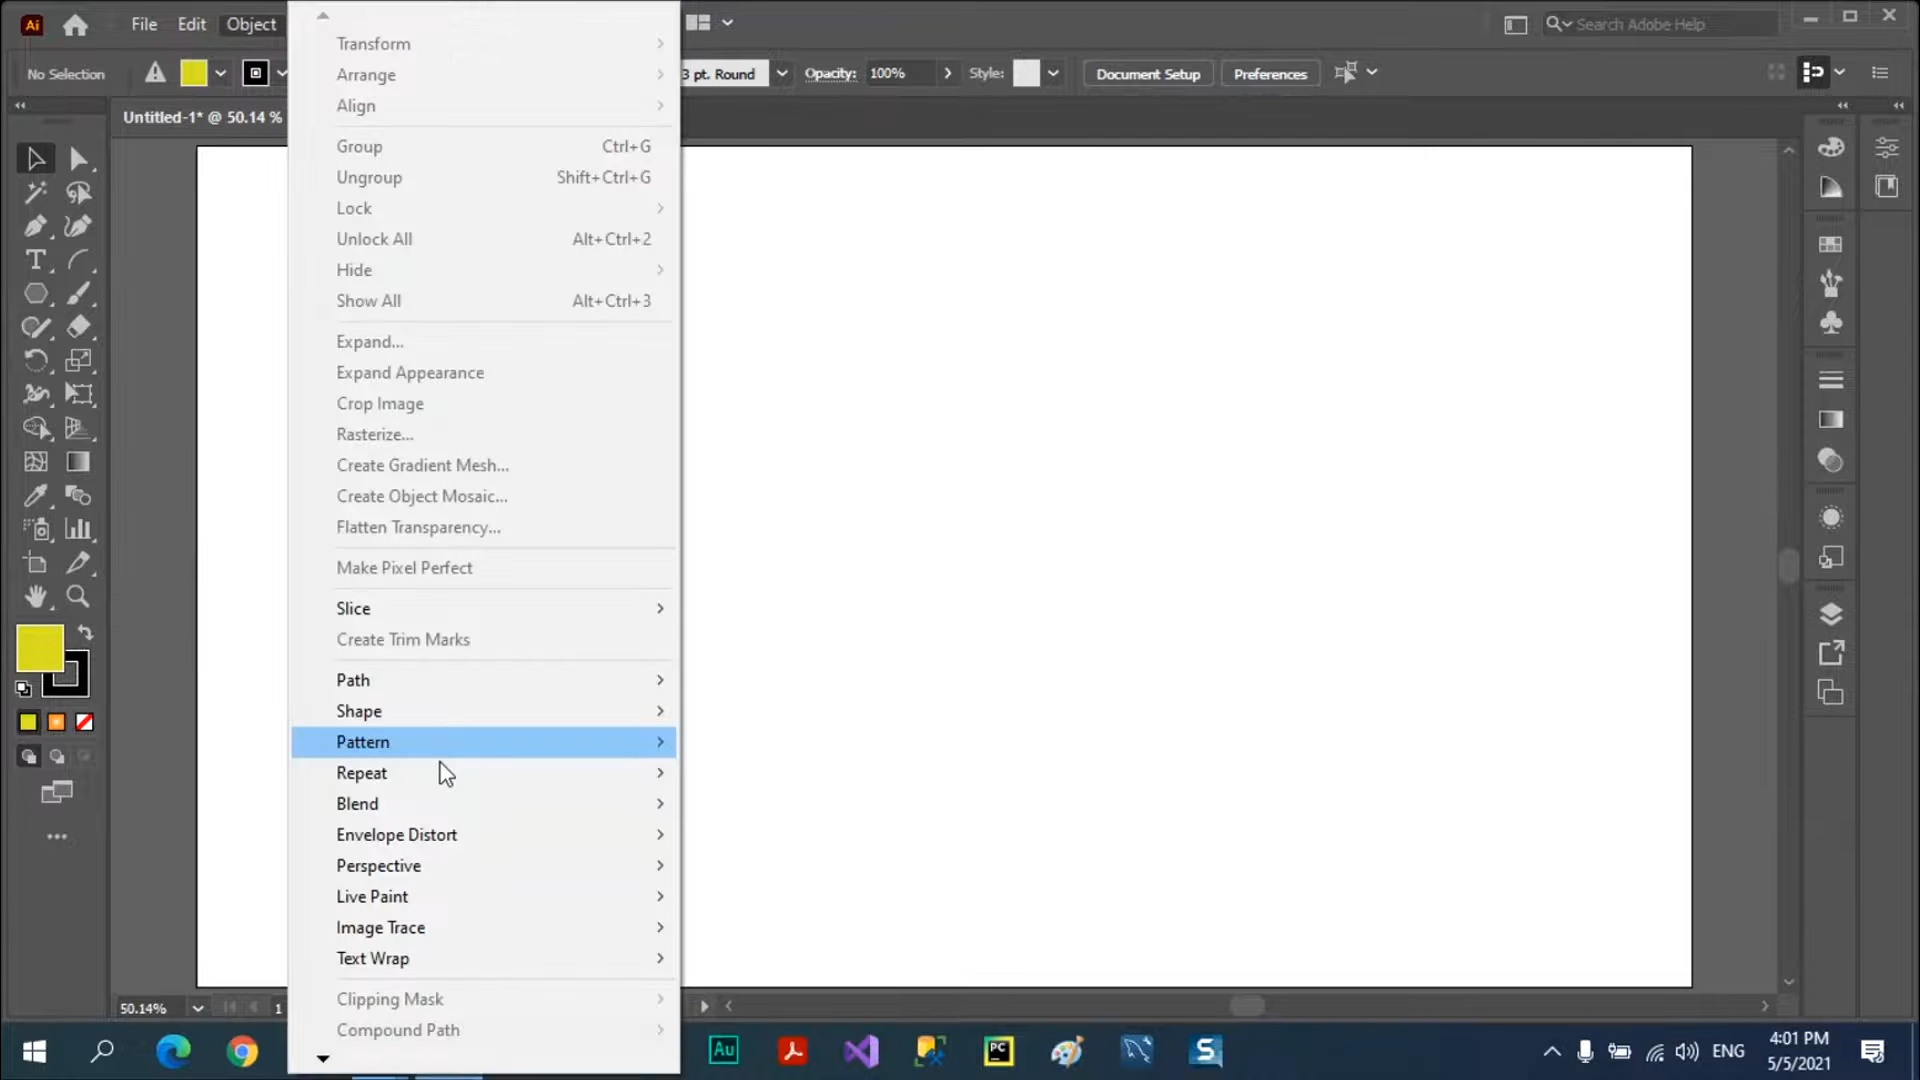 Ai File Edit Object Search Adobe Help
No Selection 3 pt. Round Opacity: 100% Style: Document Setup Preferences
Untitled-1* @ 50.14 %
Transform
Arrange
Align
Group Ctrl+G
Ungroup Shift+Ctrl+G
Lock
Unlock All Alt+Ctrl+2
Hide
Show All Alt+Ctrl+3
Expand...
Expand Appearance
Crop Image
Rasterize...
Create Gradient Mesh...
Create Object Mosaic...
Flatten Transparency...
Make Pixel Perfect
Slice
Create Trim Marks
Path
Shape
Pattern
Repeat
Blend
Envelope Distort
Perspective
Live Paint
Image Trace
Text Wrap
Clipping Mask
Compound Path
50.14% 1
Au PC S ENG 4:01 PM
5/5/2021